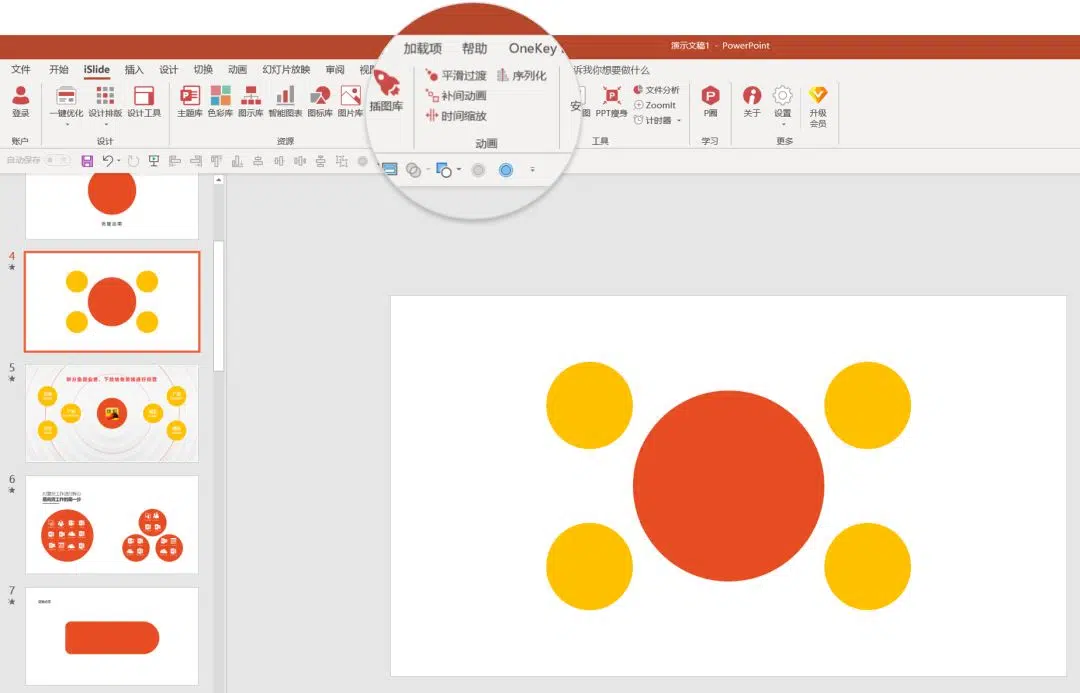 演示文稿1 - PowerPoint
加载项 帮助 OneKey
文件 开始 iSlide 插入 设计 切换 动画 幻灯片放映 审阅 视 诉我你想要做什么
登录 一键优化 设计排版 设计工具 主题库 色彩库 图示库 智能图表 图标库 图片库 插图库
平滑过渡 序列化
补间动画
时间缩放
安 图 PPT瘦身
文件分析
ZoomIt
计时器
P圈 关于 设置 升级
会员
账户 设计 资源 动画 工具 学习 更多
自动保存
4
5
6
7